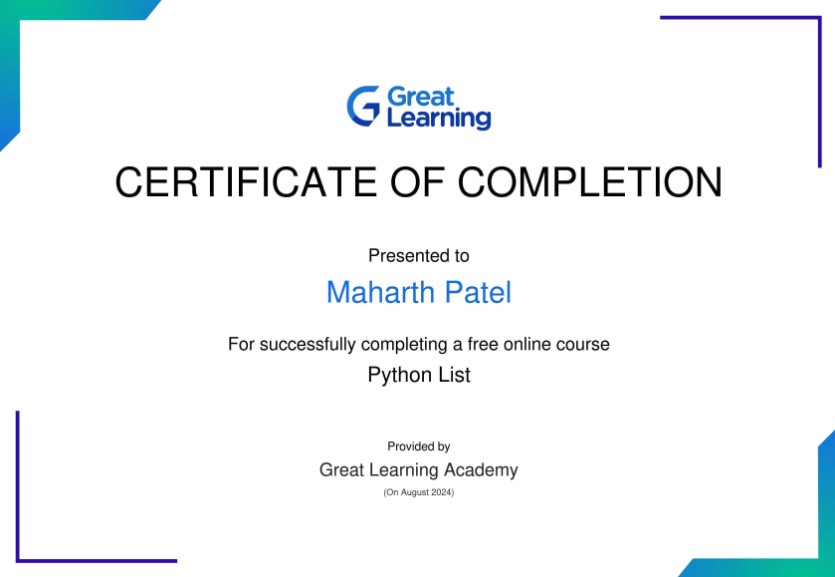 Great
Learning
CERTIFICATE OF COMPLETION
Presented to
Maharth Patel
For successfully completing a free online course
Python List
Provided by
Great Learning Academy
(On August 2024)